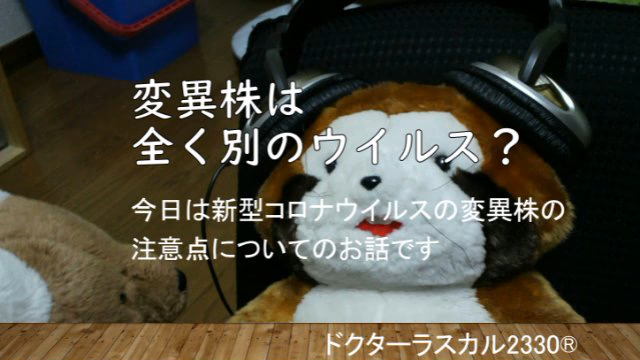 変異株は
全く別のウイルス？
今日は新型コロナウイルスの変異株の
注意点についてのお話です
ドクターラスカル2330®